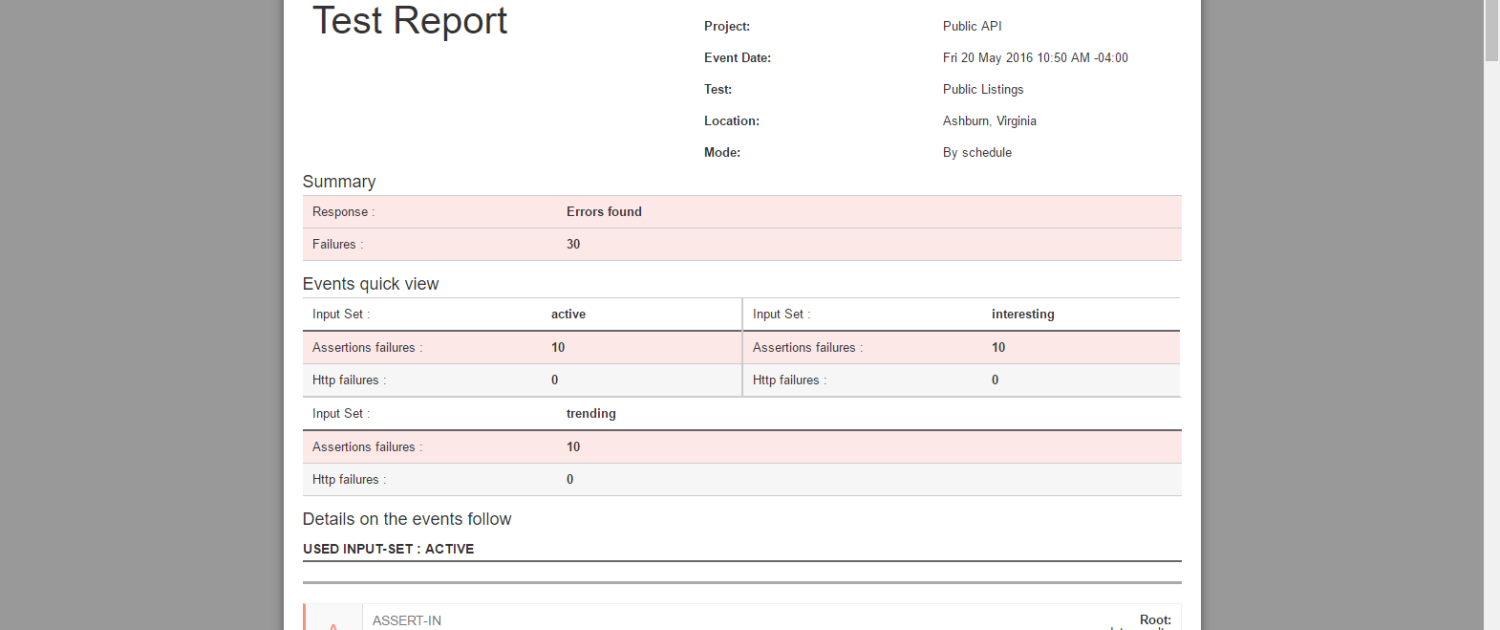 Test Report
Project: Public API
Event Date: Fri 20 May 2016 10:50 AM -04:00
Test: Public Listings
Location: Ashburn, Virginia
Mode: By schedule
Summary
Response : Errors found
Failures : 30
Events quick view
Input Set : active Input Set : interesting
Assertions failures : 10 Assertions failures : 10
Http failures : 0 Http failures : 0
Input Set : trending
Assertions failures : 10
Http failures : 0
Details on the events follow
USED INPUT-SET : ACTIVE
ASSERT-IN Root: